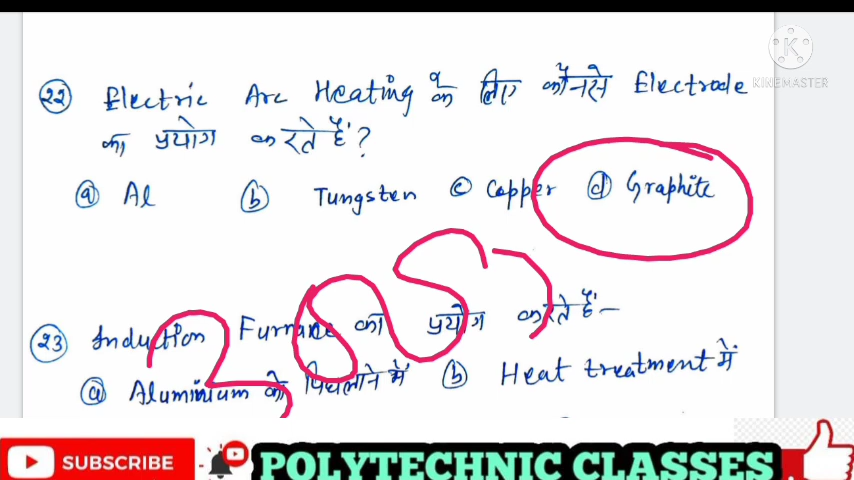 KINEMASTER
22 Electric Arc Heating के लिए कौनसे Electrode
का प्रयोग करते हैं?
a Al b Tungsten c Copper d Graphite
23 Induction Furnace का प्रयोग करते हैं–
a Aluminium को पिघलाने में b Heat treatment में
SUBSCRIBE POLYTECHNIC CLASSES